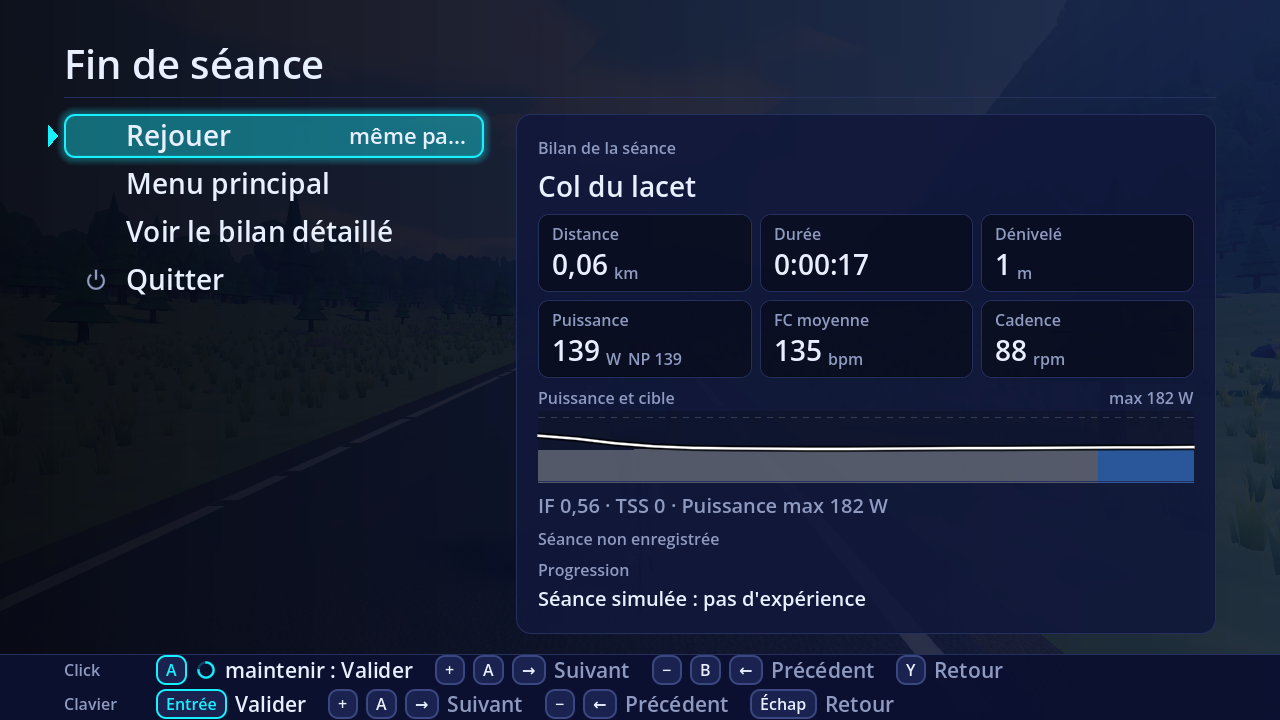 Fin de séance
Rejouer même pa...
Menu principal
Voir le bilan détaillé
Quitter
Bilan de la séance
Col du lacet
Distance
0,06 km
Durée
0:00:17
Dénivelé
1 m
Puissance
139 W NP 139
FC moyenne
135 bpm
Cadence
88 rpm
Puissance et cible max 182 W
IF 0,56 · TSS 0 · Puissance max 182 W
Séance non enregistrée
Progression
Séance simulée : pas d'expérience
Click A maintenir : Valider + A → Suivant − B ← Précédent Y Retour
Clavier Entrée Valider + A → Suivant − ← Précédent Échap Retour